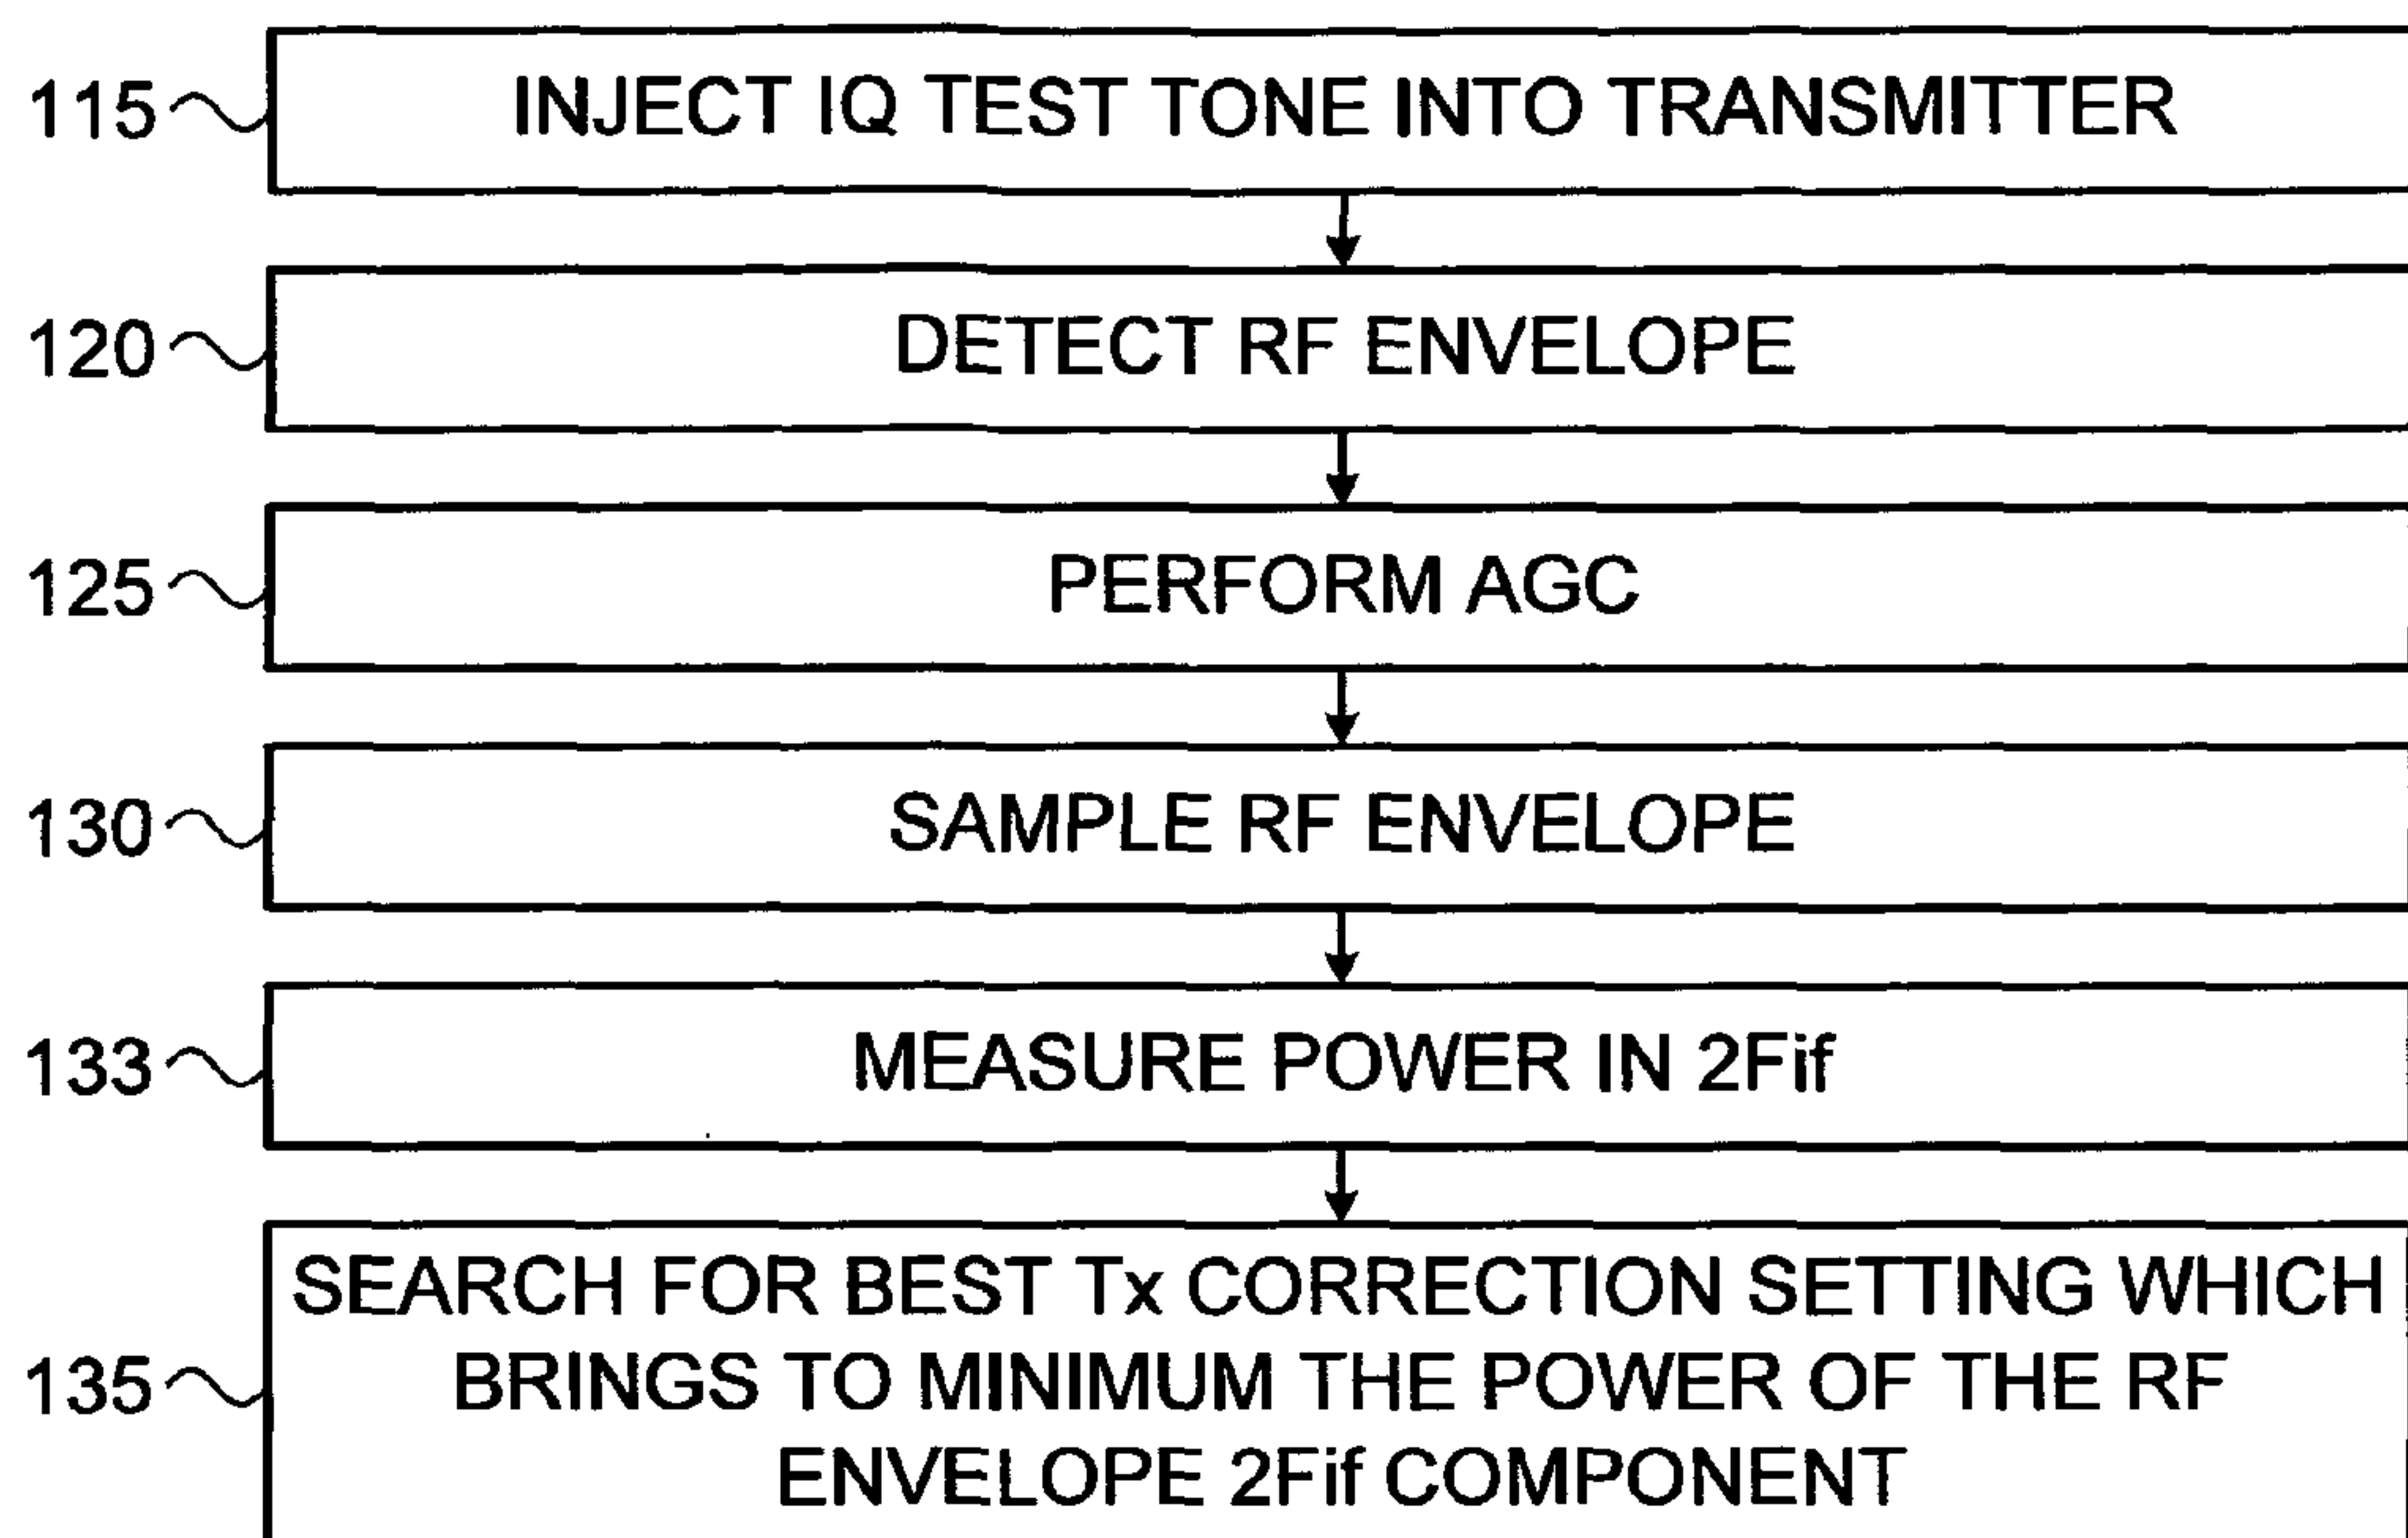 115 INJECT IQ TEST TONE INTO TRANSMITTER
120 DETECT RF ENVELOPE
125 PERFORM AGC
130 SAMPLE RF ENVELOPE
133 MEASURE POWER IN 2Fif
SEARCH FOR BEST Tx CORRECTION SETTING WHICH
135 BRINGS TO MINIMUM THE POWER OF THE RF
ENVELOPE 2Fif COMPONENT